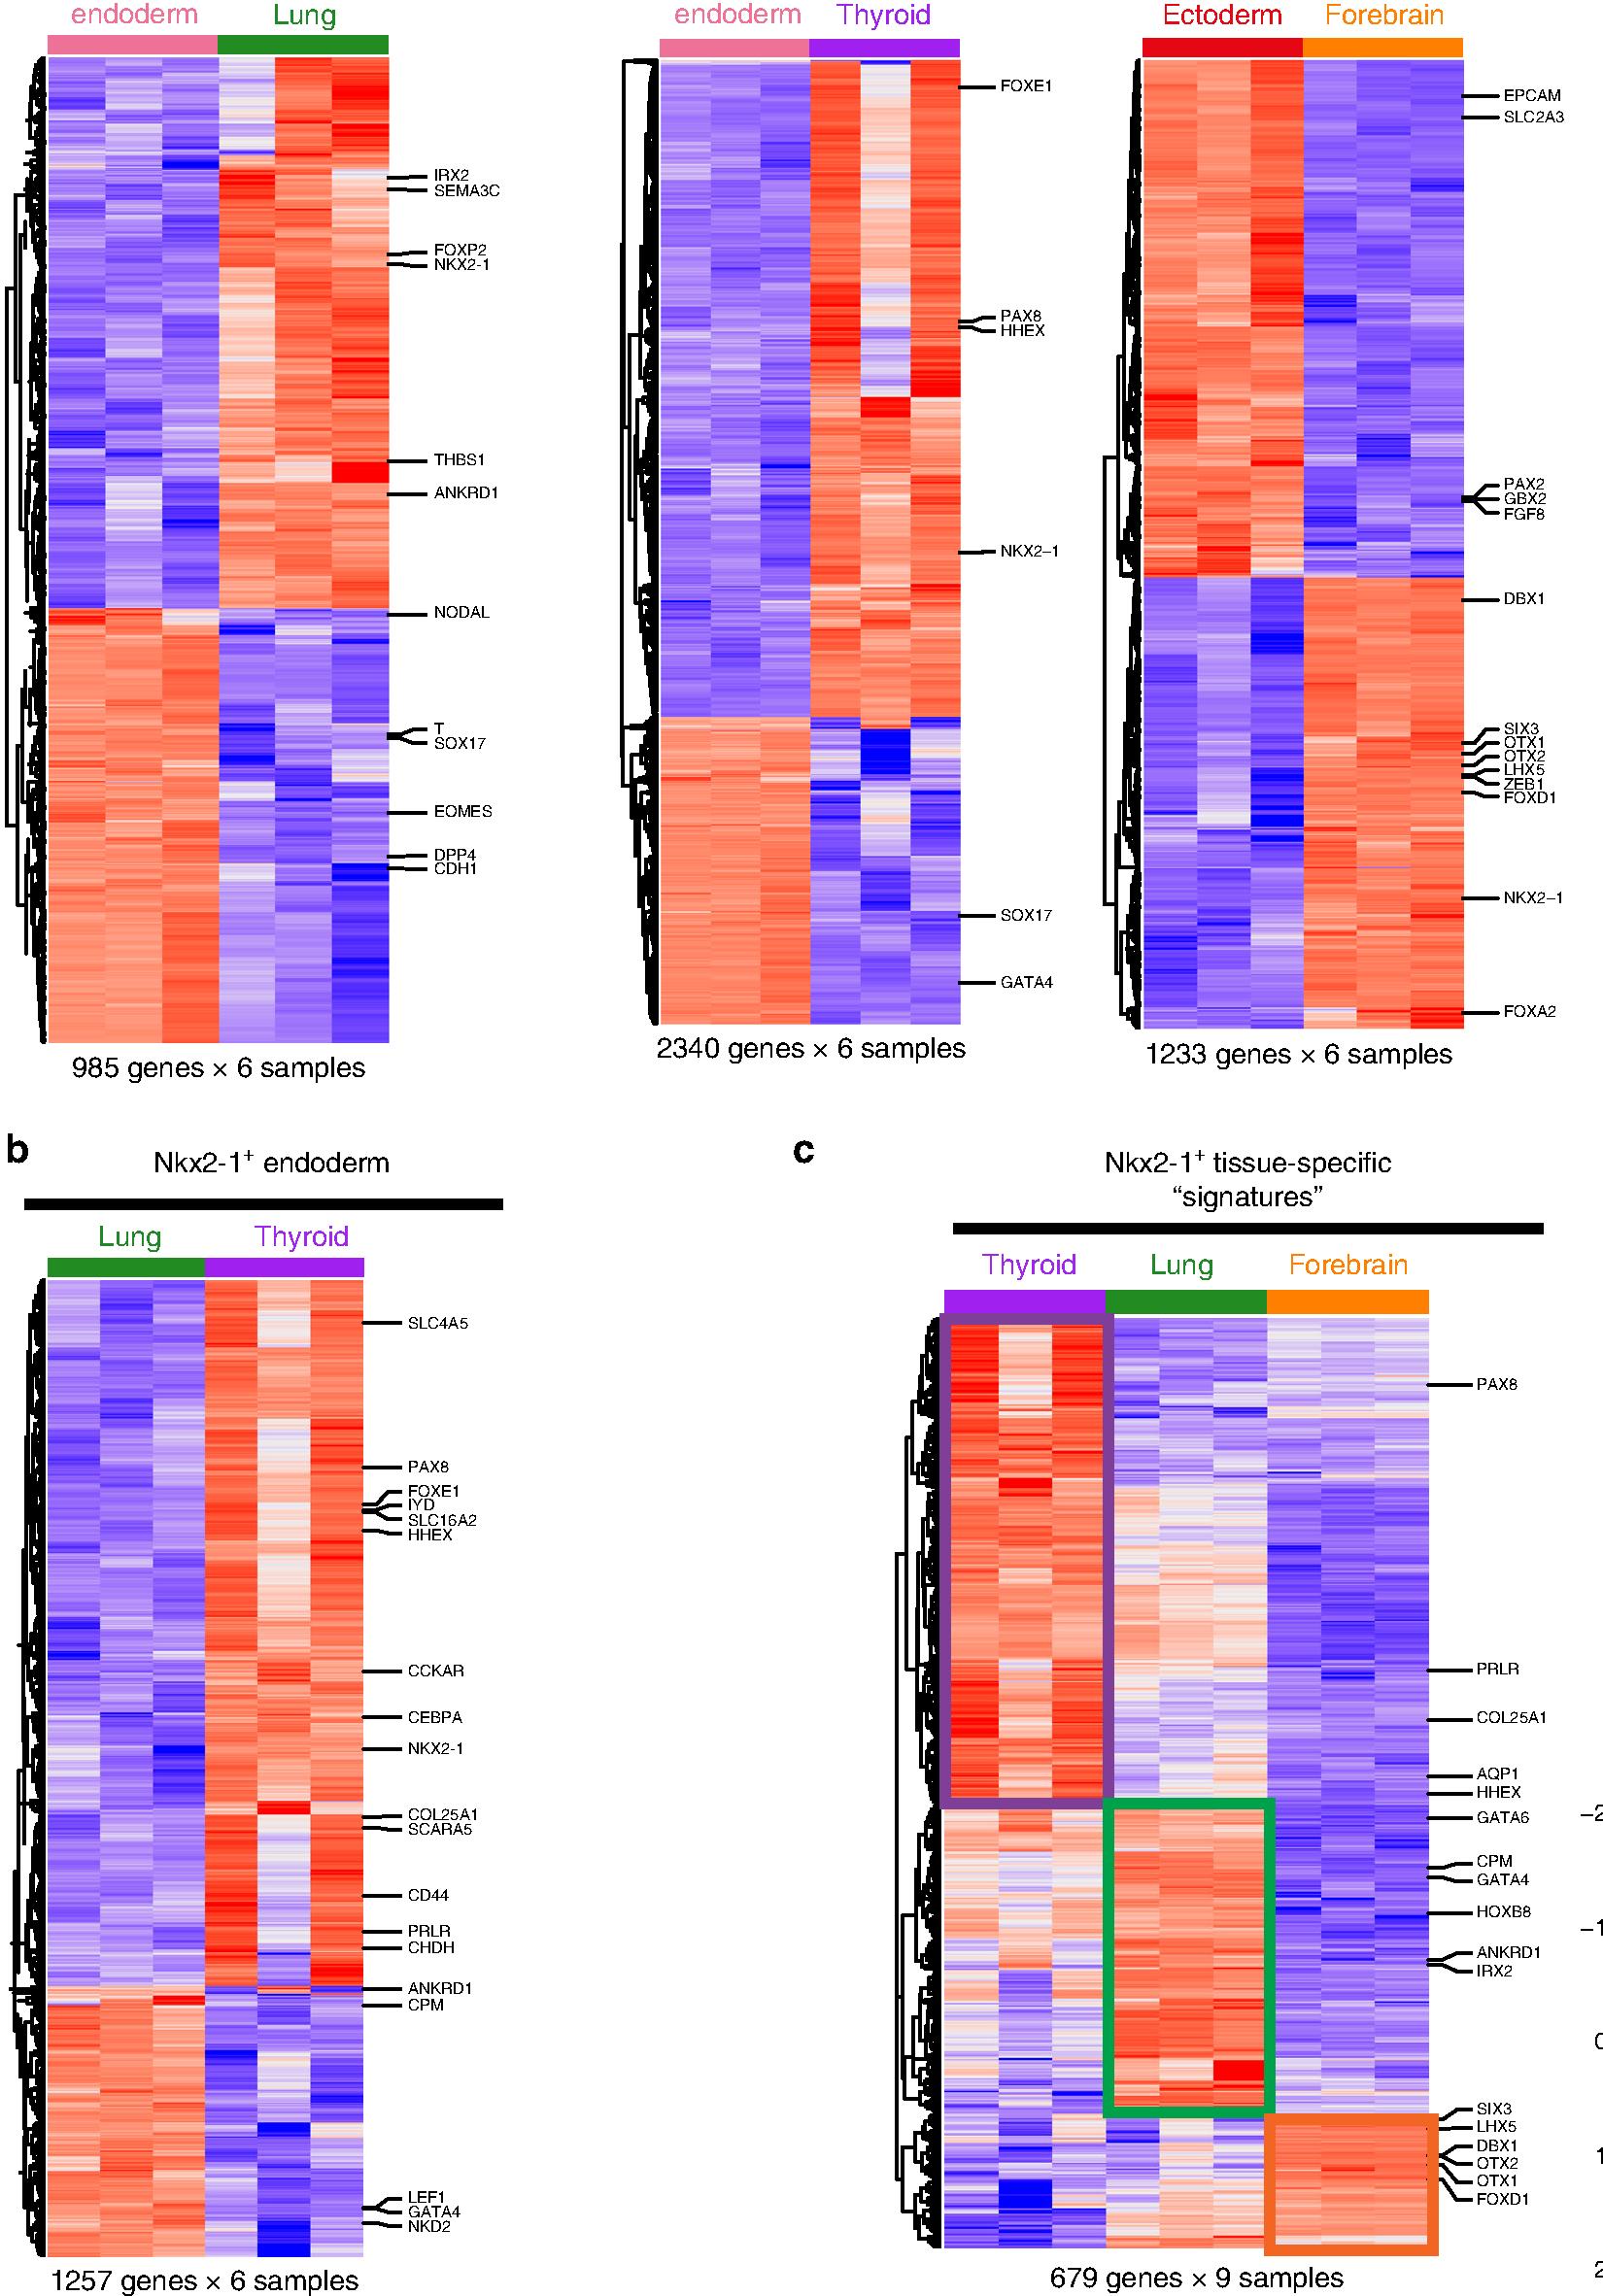 endoderm Lung
IRX2
SEMA3C
FOXP2
NKX2-1
THBS1
ANKRD1
NODAL
T
SOX17
EOMES
DPP4
CDH1
985 genes × 6 samples
endoderm Thyroid
FOXE1
PAX8
HHEX
NKX2–1
SOX17
GATA4
2340 genes × 6 samples
Ectoderm Forebrain
EPCAM
SLC2A3
PAX2
GBX2
FGF8
DBX1
SIX3
OTX1
OTX2
LHX5
ZEB1
FOXD1
NKX2–1
FOXA2
1233 genes × 6 samples
b
Nkx2-1+ endoderm
Lung Thyroid
SLC4A5
PAX8
FOXE1
IYD
SLC16A2
HHEX
CCKAR
CEBPA
NKX2-1
COL25A1
SCARA5
CD44
PRLR
CHDH
ANKRD1
CPM
LEF1
GATA4
NKD2
1257 genes × 6 samples
c
Nkx2-1+ tissue-specific
“signatures”
Thyroid Lung Forebrain
PAX8
PRLR
COL25A1
AQP1
HHEX
GATA6
CPM
GATA4
HOXB8
ANKRD1
IRX2
SIX3
LHX5
DBX1
OTX2
OTX1
FOXD1
679 genes × 9 samples
–2
–1
0
1
2